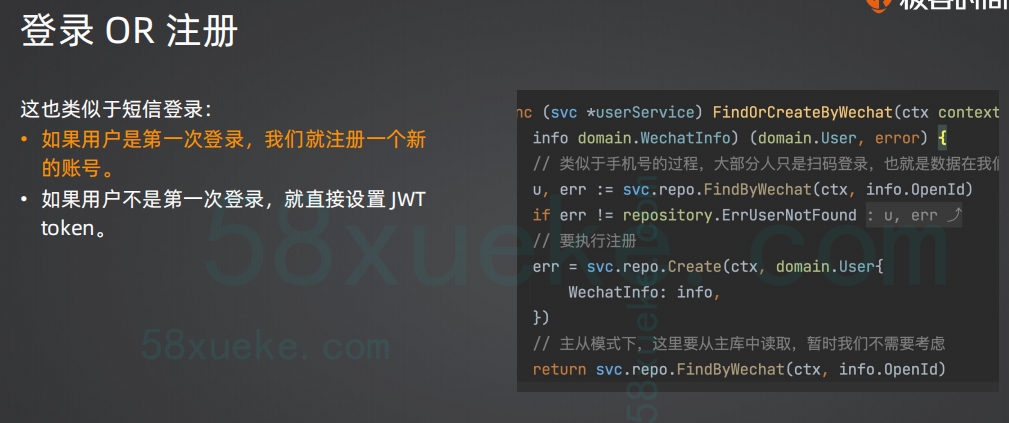 登录 OR 注册
这也类似于短信登录：
• 如果用户是第一次登录，我们就注册一个新
的账号。
• 如果用户不是第一次登录，就直接设置 JWT
token。
nc (svc *userService) FindOrCreateByWechat(ctx context
info domain.WechatInfo) (domain.User, error) {
// 类似于手机号的过程，大部分人只是扫码登录，也就是数据在我们
u, err := svc.repo.FindByWechat(ctx, info.OpenId)
if err != repository.ErrUserNotFound : u, err ⤴
// 要执行注册
err = svc.repo.Create(ctx, domain.User{
WechatInfo: info,
})
// 主从模式下，这里要从主库中读取，暂时我们不需要考虑
return svc.repo.FindByWechat(ctx, info.OpenId)
58xueke.com
58xueke.com
58xueke.com